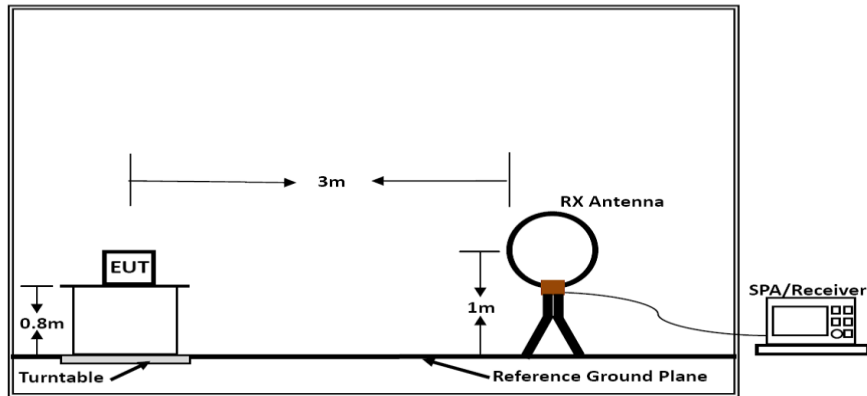 3m
RX Antenna
EUT
0.8m
1m
SPA/Receiver
Turntable
Reference Ground Plane